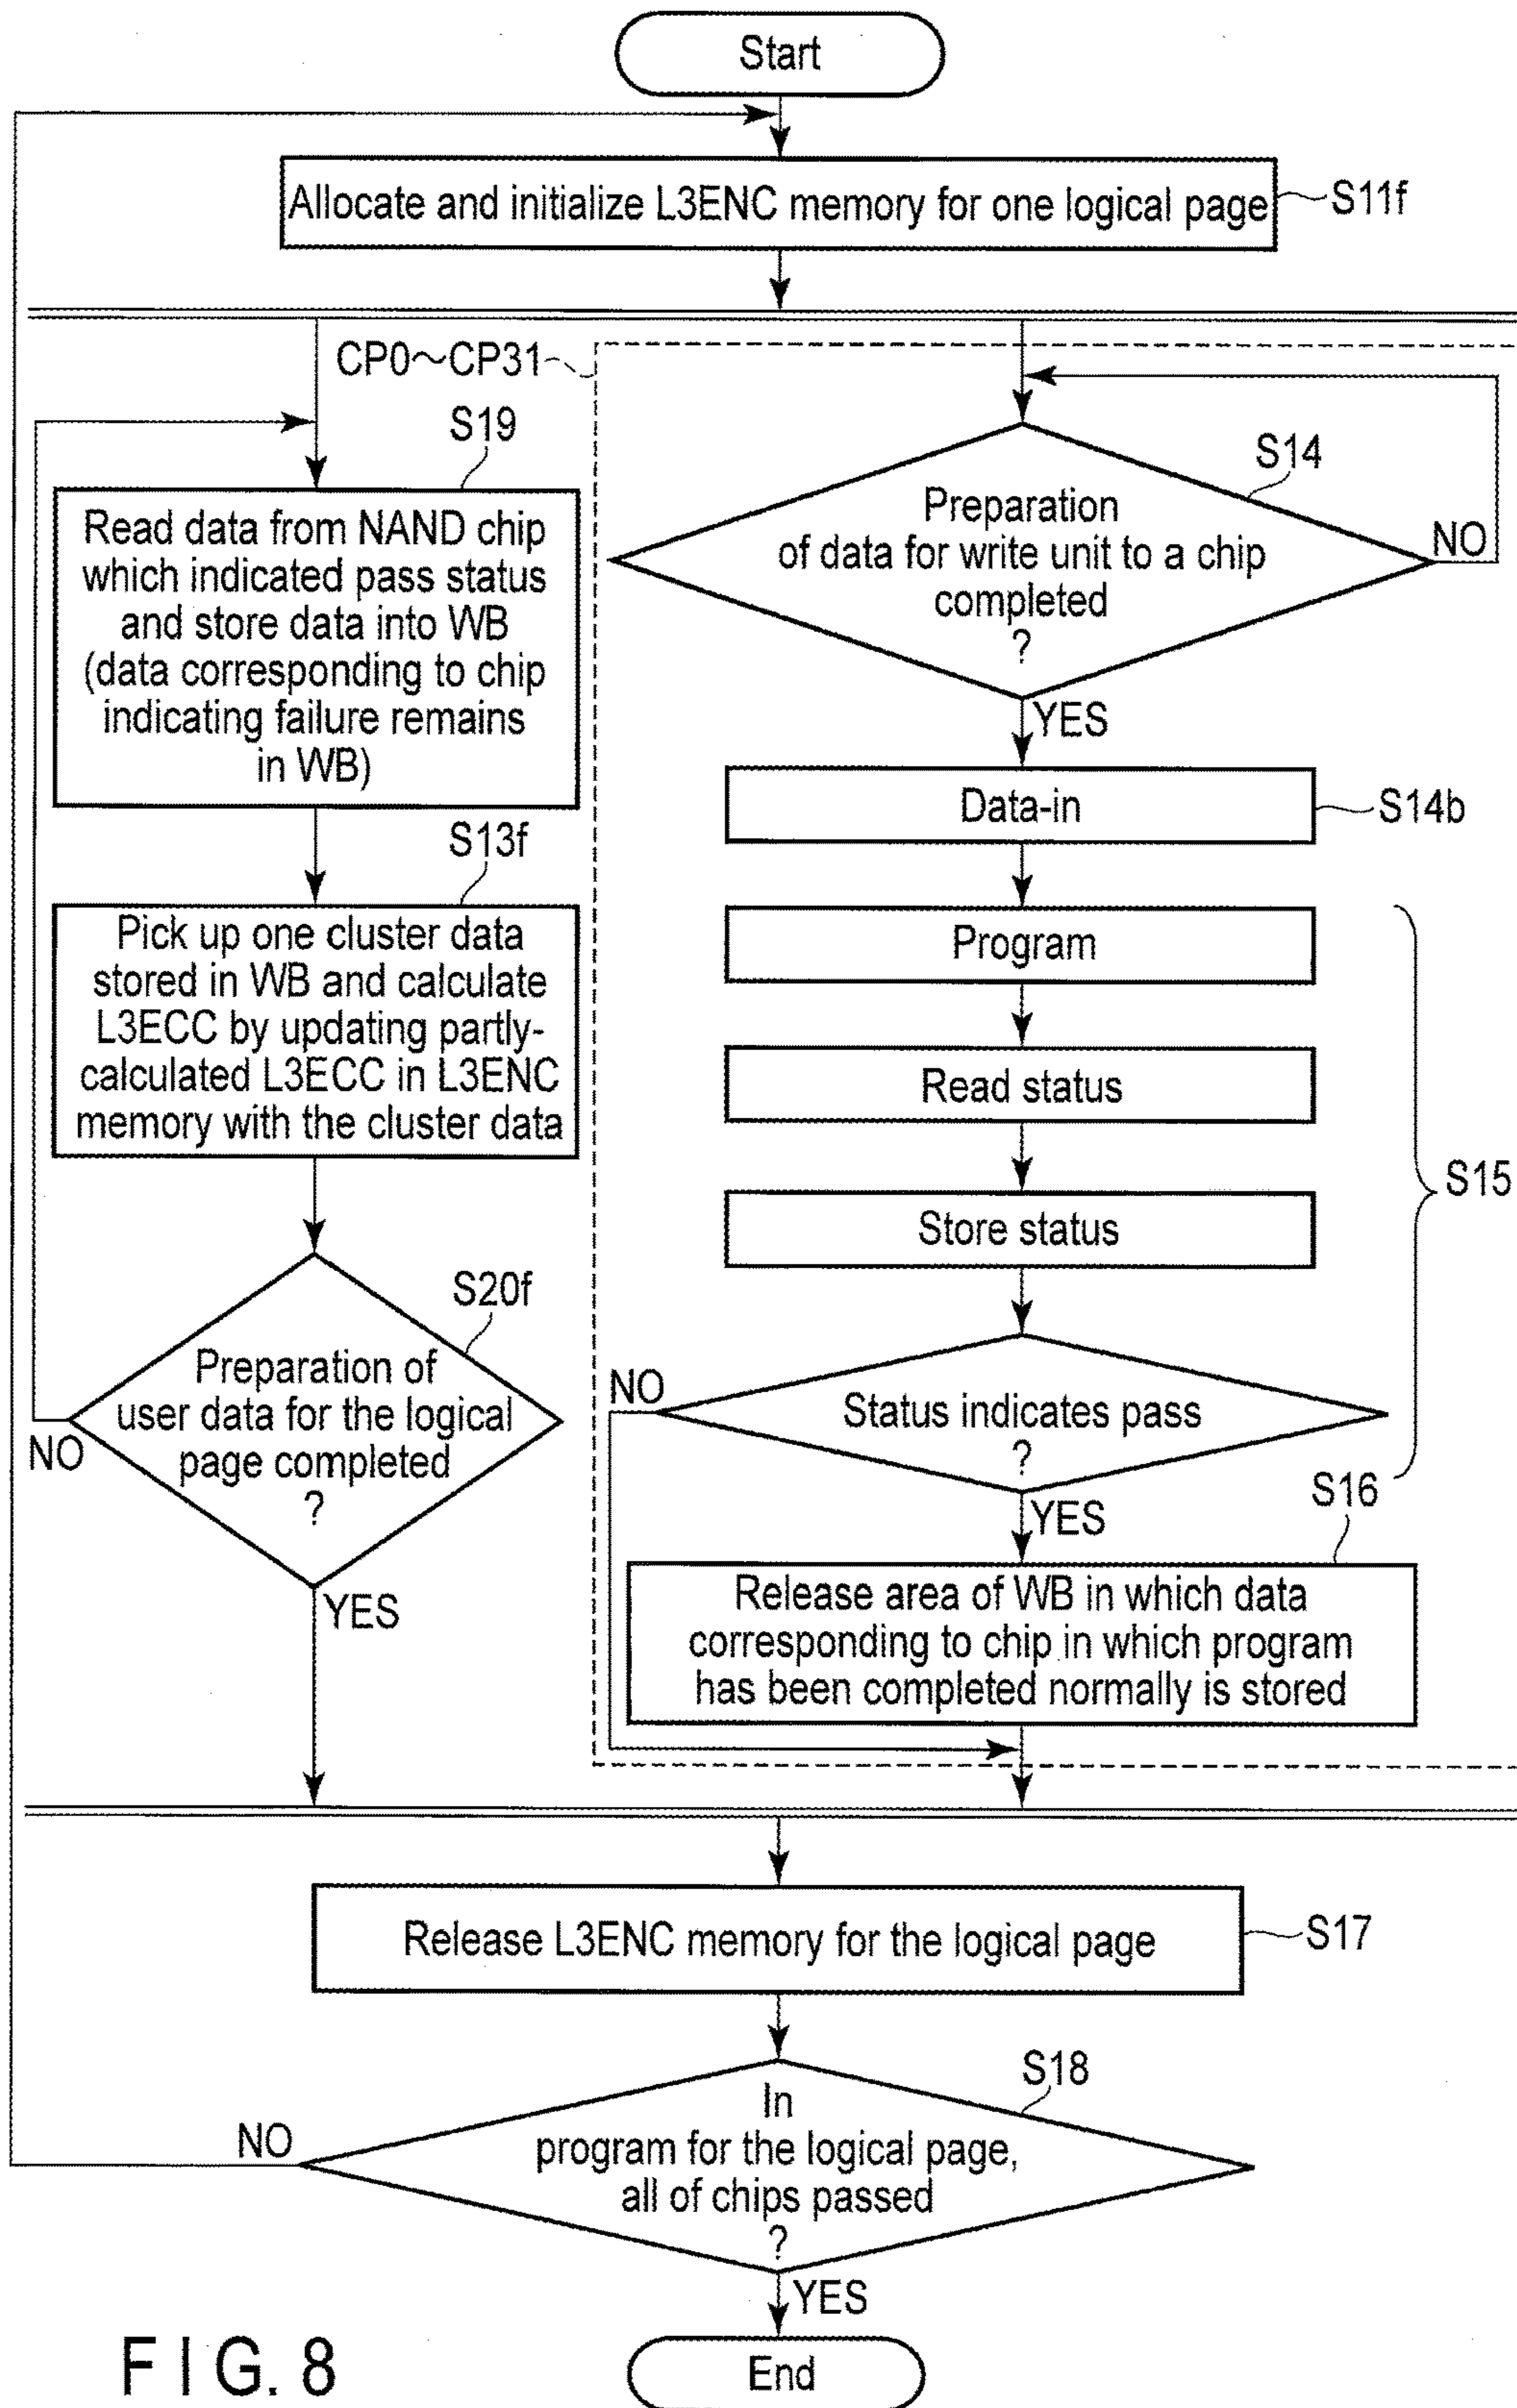 Start
Allocate and initialize L3ENC memory for one logical page
S11f
CP0~CP31
S19
Read data from NAND chip
which indicated pass status
and store data into WB
(data corresponding to chip
indicating failure remains
in WB)
S13f
Pick up one cluster data
stored in WB and calculate
L3ECC by updating partly-
calculated L3ECC in L3ENC
memory with the cluster data
S20f
Preparation of
user data for the logical
page completed
?
NO
YES
S14
Preparation
of data for write unit to a chip
completed
?
NO
YES
Data-in
S14b
Program
Read status
Store status
S15
Status indicates pass
?
NO
YES
S16
Release area of WB in which data
corresponding to chip in which program
has been completed normally is stored
Release L3ENC memory for the logical page
S17
S18
In
program for the logical page,
all of chips passed
?
NO
YES
End
FIG. 8